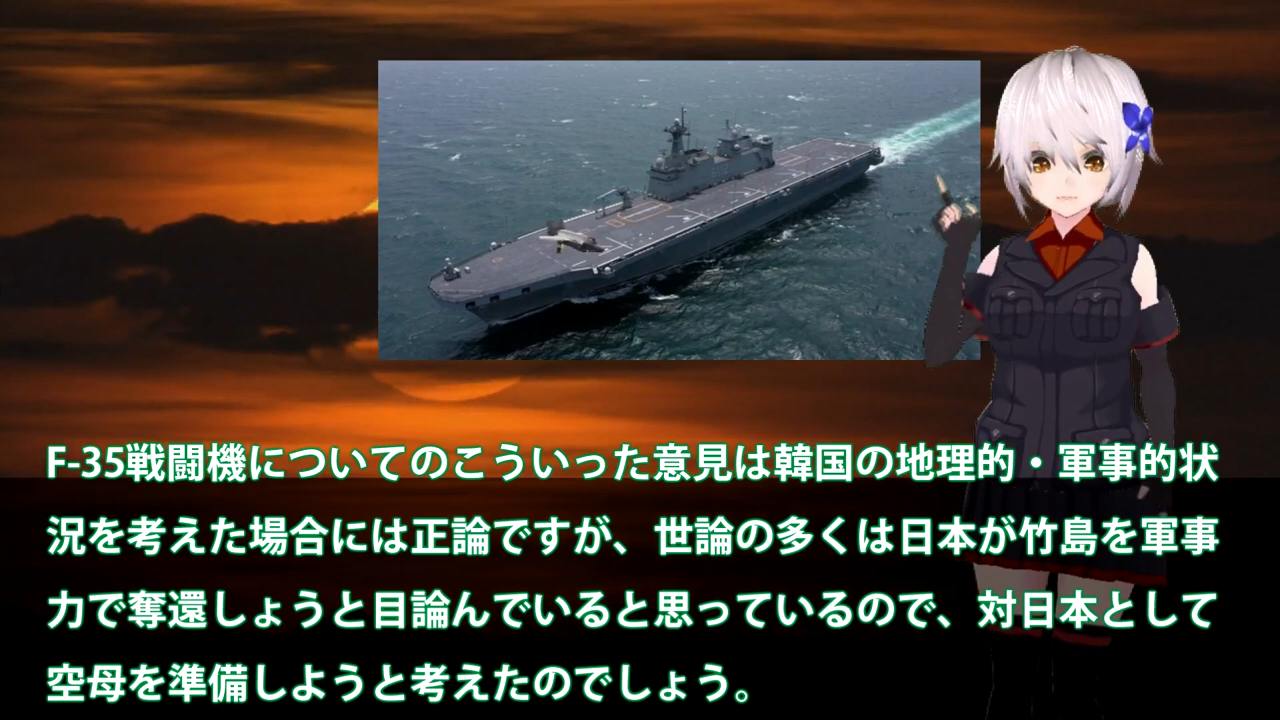 F-35戦闘機についてのこういった意見は韓国の地理的・軍事的状
況を考えた場合には正論ですが、世論の多くは日本が竹島を軍事
力で奪還しょうと目論んでいると思っているので、対日本として
空母を準備しようと考えたのでしょう。